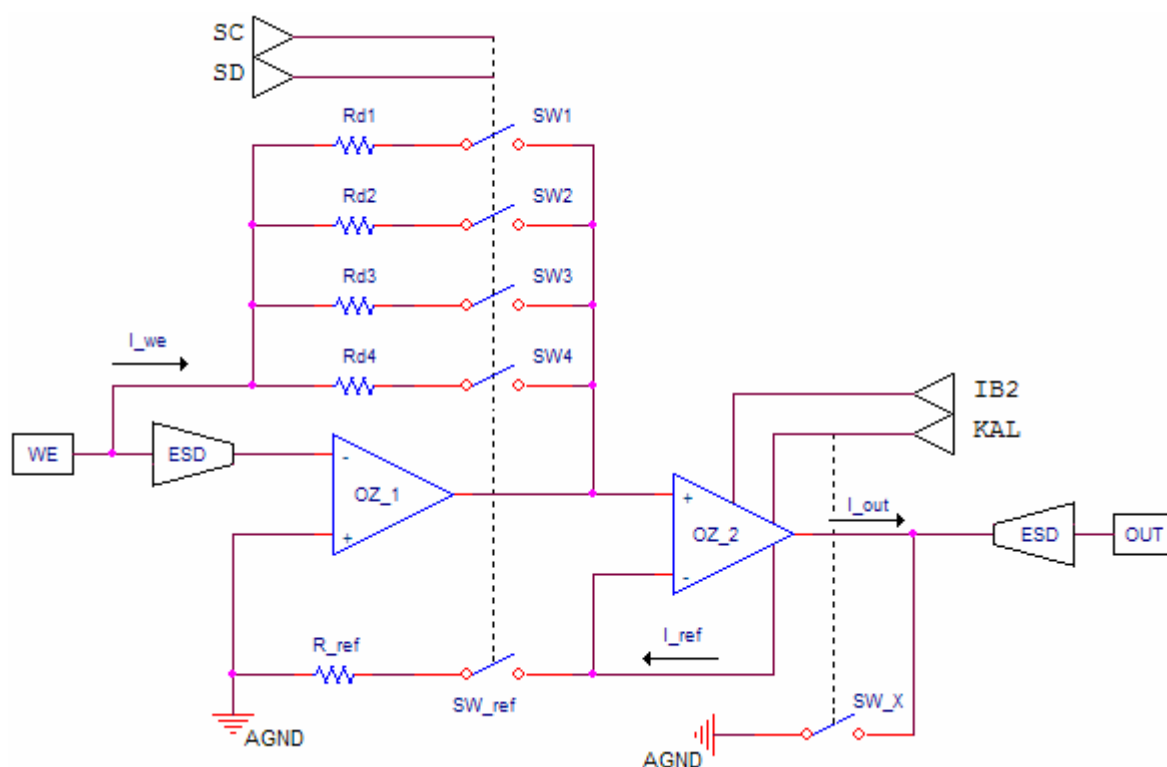 SC
SD
Rd1
SW1
Rd2
SW2
Rd3
SW3
I_we
Rd4
SW4
IB2
KAL
WE
ESD
-
OZ_1
+
+
OZ_2
-
I_out
ESD
OUT
R_ref
SW_ref
I_ref
SW_X
AGND
AGND